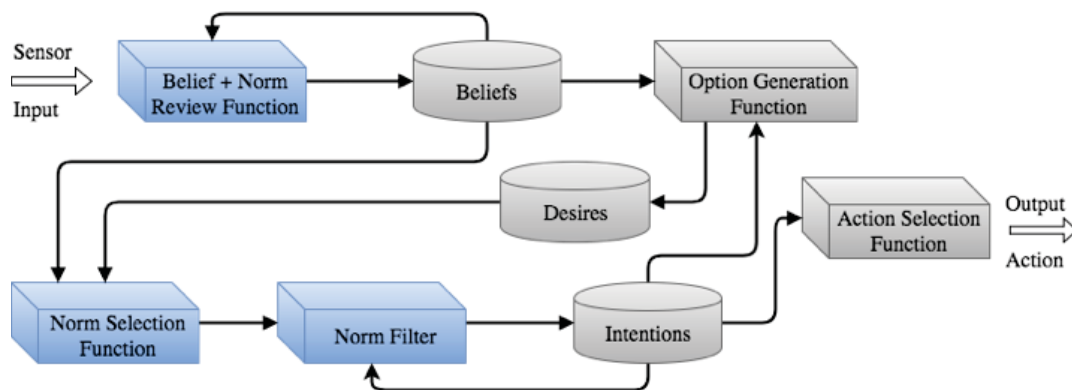 Sensor
Input
Belief + Norm
Review Function
Beliefs
Option Generation
Function
Desires
Action Selection
Function
Output
Action
Norm Selection
Function
Norm Filter
Intentions